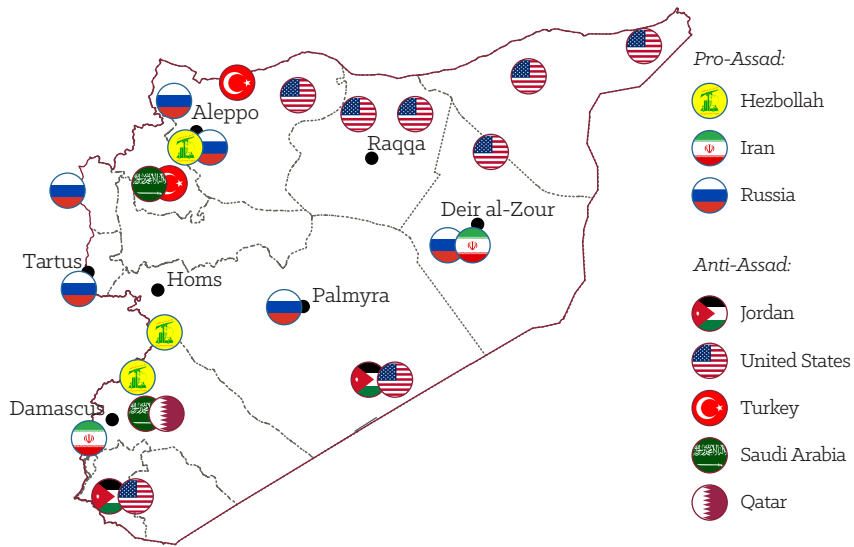 Aleppo
Raqqa
Deir al-Zour
Tartus
Homs
Palmyra
Damascus
Pro-Assad:
Hezbollah
Iran
Russia
Anti-Assad:
Jordan
United States
Turkey
Saudi Arabia
Qatar